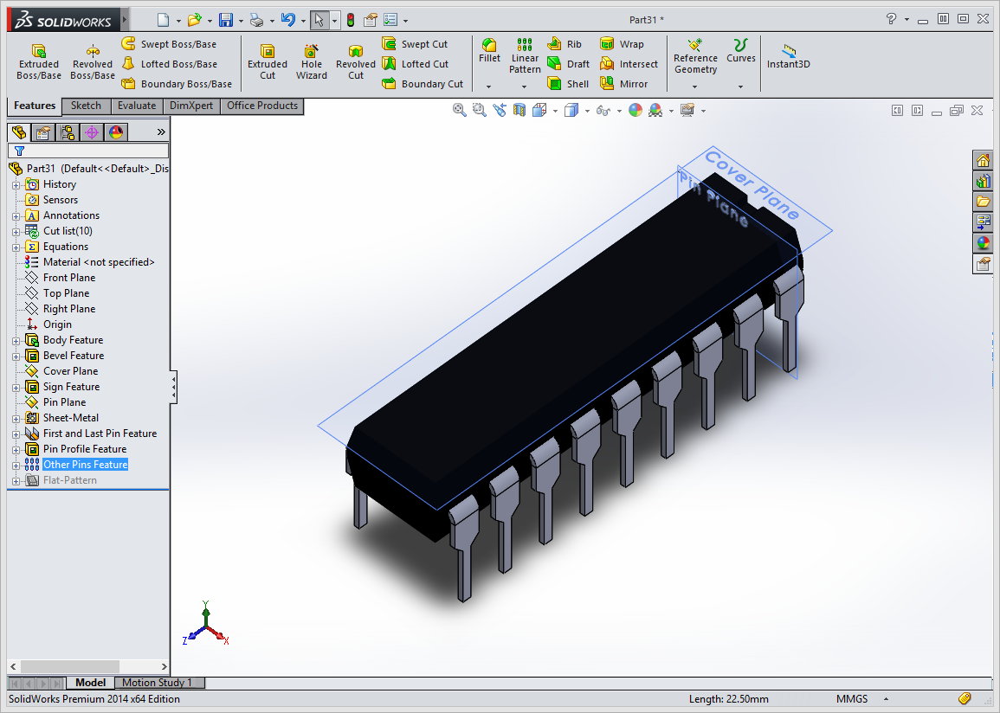 SOLIDWORKS
Part31 *
?
Extruded
Boss/Base
Revolved
Boss/Base
Swept Boss/Base
Lofted Boss/Base
Boundary Boss/Base
Extruded
Cut
Hole
Wizard
Revolved
Cut
Swept Cut
Lofted Cut
Boundary Cut
Fillet
Linear
Pattern
Rib
Draft
Shell
Wrap
Intersect
Mirror
Reference
Geometry
Curves
Instant3D
Features Sketch Evaluate DimXpert Office Products
»
Part31 (Default<<Default>_Dis
History
Sensors
Annotations
Cut list(10)
Equations
Material <not specified>
Front Plane
Top Plane
Right Plane
Origin
Body Feature
Bevel Feature
Cover Plane
Sign Feature
Pin Plane
Sheet-Metal
First and Last Pin Feature
Pin Profile Feature
Other Pins Feature
Flat-Pattern
Cover Plane
Pin Plane
Y
Z
X
Model Motion Study 1
SolidWorks Premium 2014 x64 Edition Length: 22.50mm MMGS